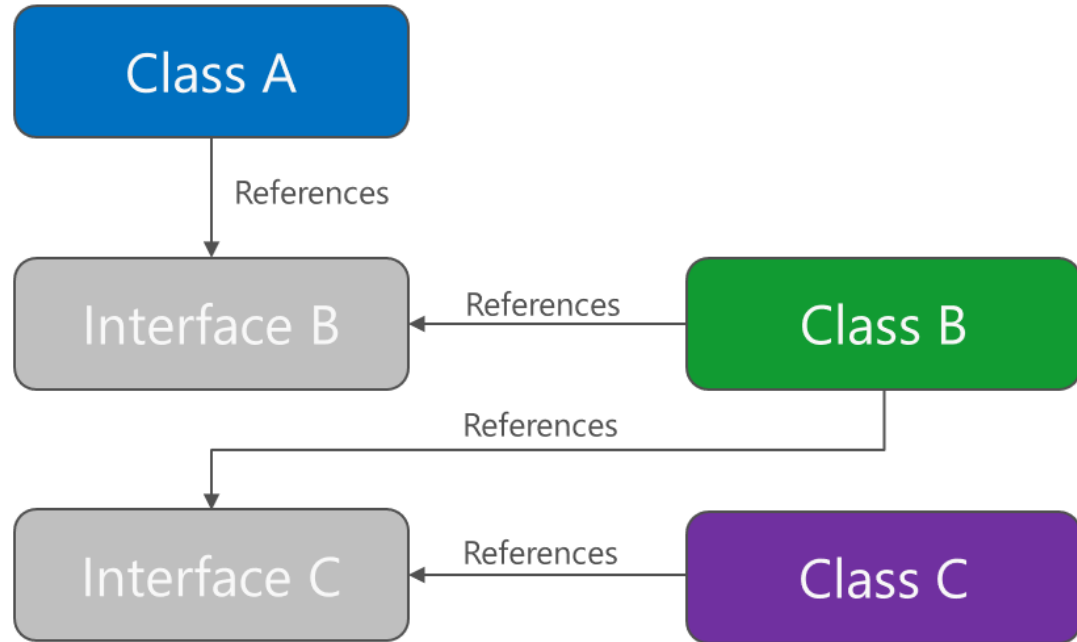 Class A
References
Interface B
References
Class B
References
Interface C
References
Class C